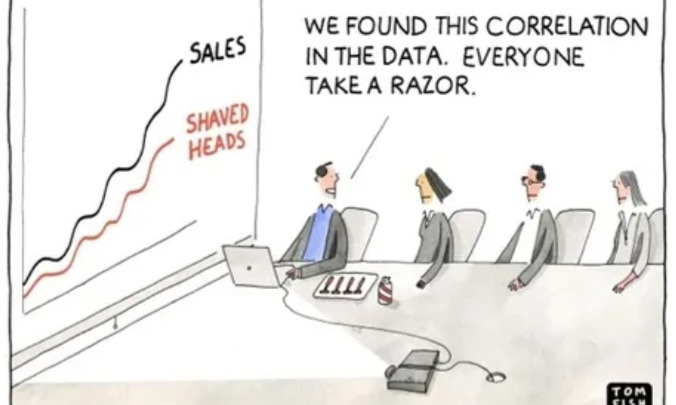 WE FOUND THIS CORRELATION
IN THE DATA. EVERYONE
TAKE A RAZOR.
SALES
SHAVED
HEADS
TOM
FISH